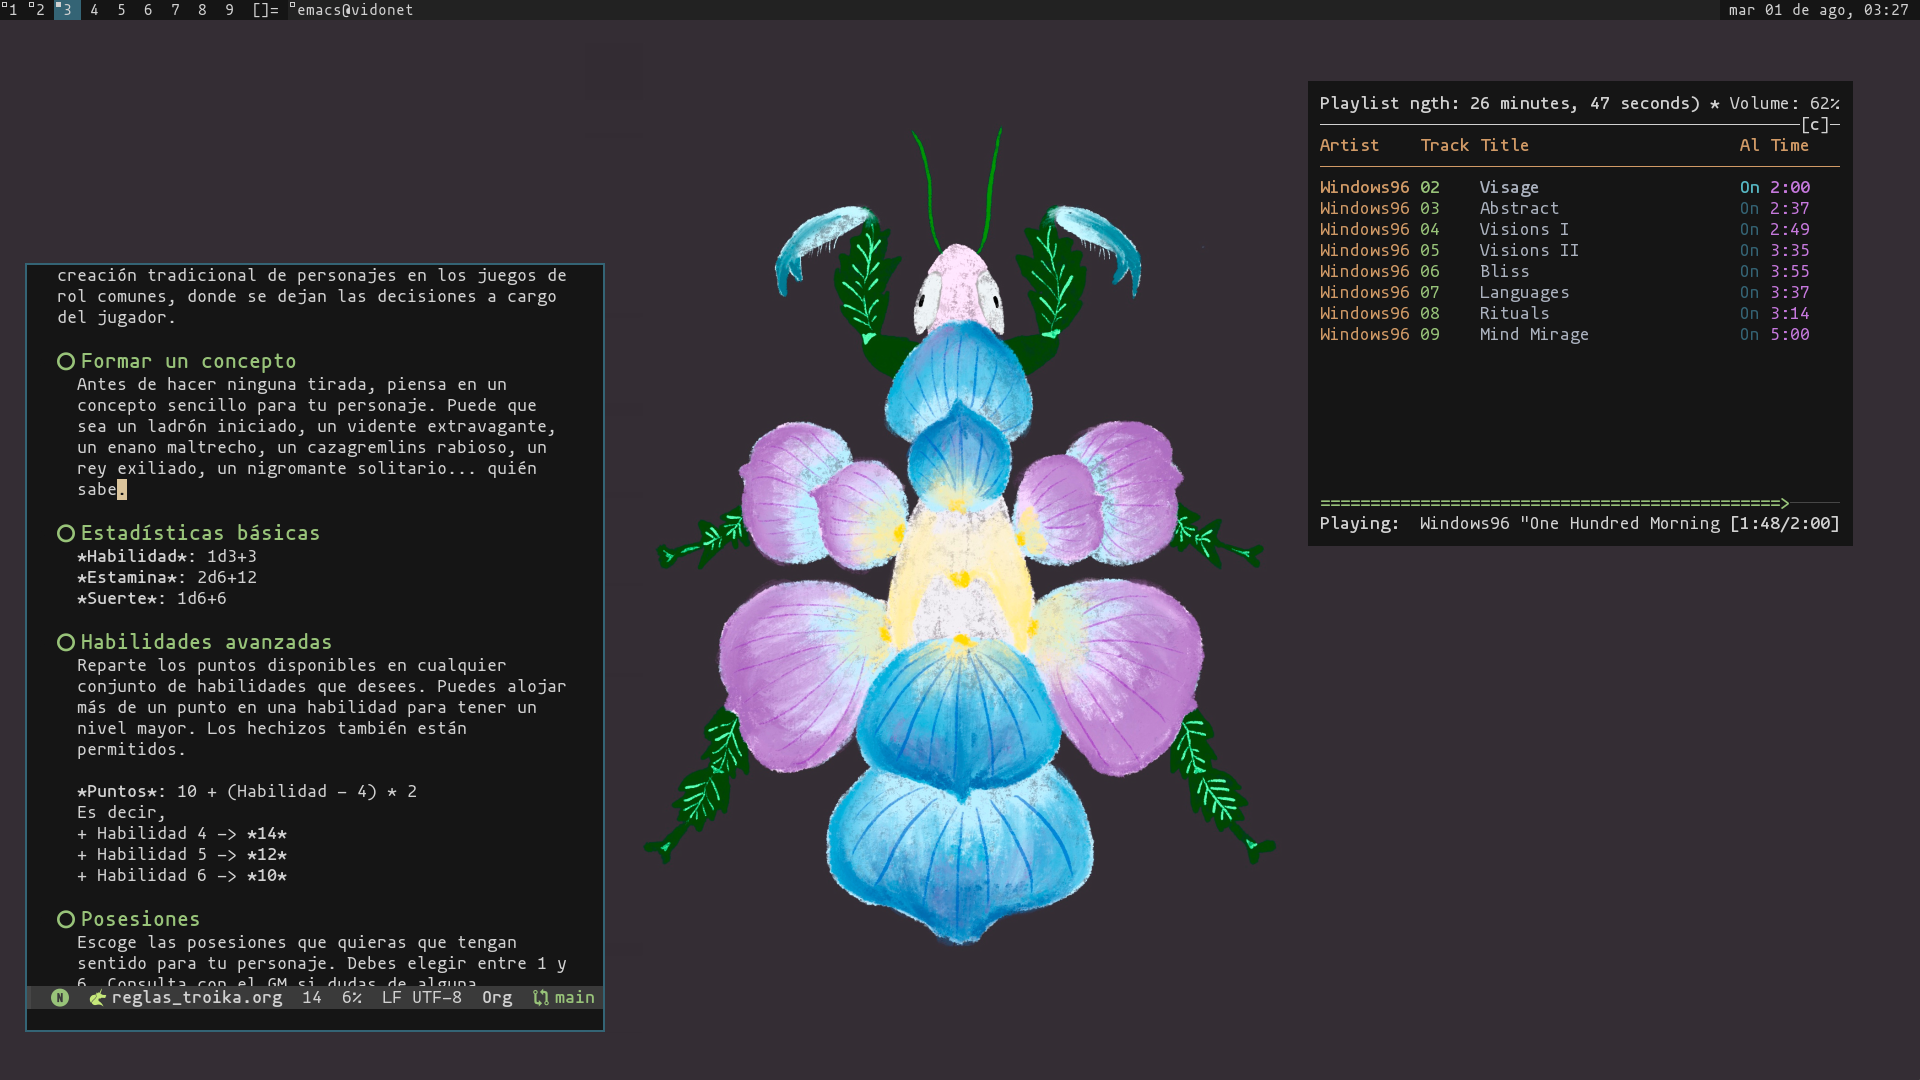 1 2 3 4 5 6 7 8 9 []= emacs@vidonet
mar 01 de ago, 03:27
creación tradicional de personajes en los juegos de
rol comunes, donde se dejan las decisiones a cargo
del jugador.
Formar un concepto
Antes de hacer ninguna tirada, piensa en un
concepto sencillo para tu personaje. Puede que
sea un ladrón iniciado, un vidente extravagante,
un enano maltrecho, un cazagremlins rabioso, un
rey exiliado, un nigromante solitario... quién
sabe.
Estadísticas básicas
*Habilidad*: 1d3+3
*Estamina*: 2d6+12
*Suerte*: 1d6+6
Habilidades avanzadas
Reparte los puntos disponibles en cualquier
conjunto de habilidades que desees. Puedes alojar
más de un punto en una habilidad para tener un
nivel mayor. Los hechizos también están
permitidos.
*Puntos*: 10 + (Habilidad - 4) * 2
Es decir,
+ Habilidad 4 -> *14*
+ Habilidad 5 -> *12*
+ Habilidad 6 -> *10*
Posesiones
Escoge las posesiones que quieras que tengan
sentido para tu personaje. Debes elegir entre 1 y
6. Consulta con el GM si dudas de alguna
N reglas_troika.org 14 6% LF UTF-8 Org main
Playlist ngth: 26 minutes, 47 seconds) * Volume: 62%
[c]
Artist Track Title Al Time
Windows96 02 Visage On 2:00
Windows96 03 Abstract On 2:37
Windows96 04 Visions I On 2:49
Windows96 05 Visions II On 3:35
Windows96 06 Bliss On 3:55
Windows96 07 Languages On 3:37
Windows96 08 Rituals On 3:14
Windows96 09 Mind Mirage On 5:00
==============================================>
Playing: Windows96 "One Hundred Morning [1:48/2:00]